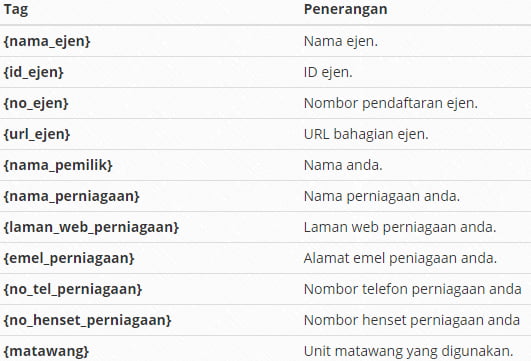 Tag Penerangan
{nama_ejen} Nama ejen.
{id_ejen} ID ejen.
{no_ejen} Nombor pendaftaran ejen.
{url_ejen} URL bahagian ejen.
{nama_pemilik} Nama anda.
{nama_perniagaan} Nama perniagaan anda.
{laman_web_perniagaan} Laman web perniagaan anda.
{emel_perniagaan} Alamat emel peniagaan anda.
{no_tel_perniagaan} Nombor telefon perniagaan anda
{no_henset_perniagaan} Nombor henset perniagaan anda
{matawang} Unit matawang yang digunakan.